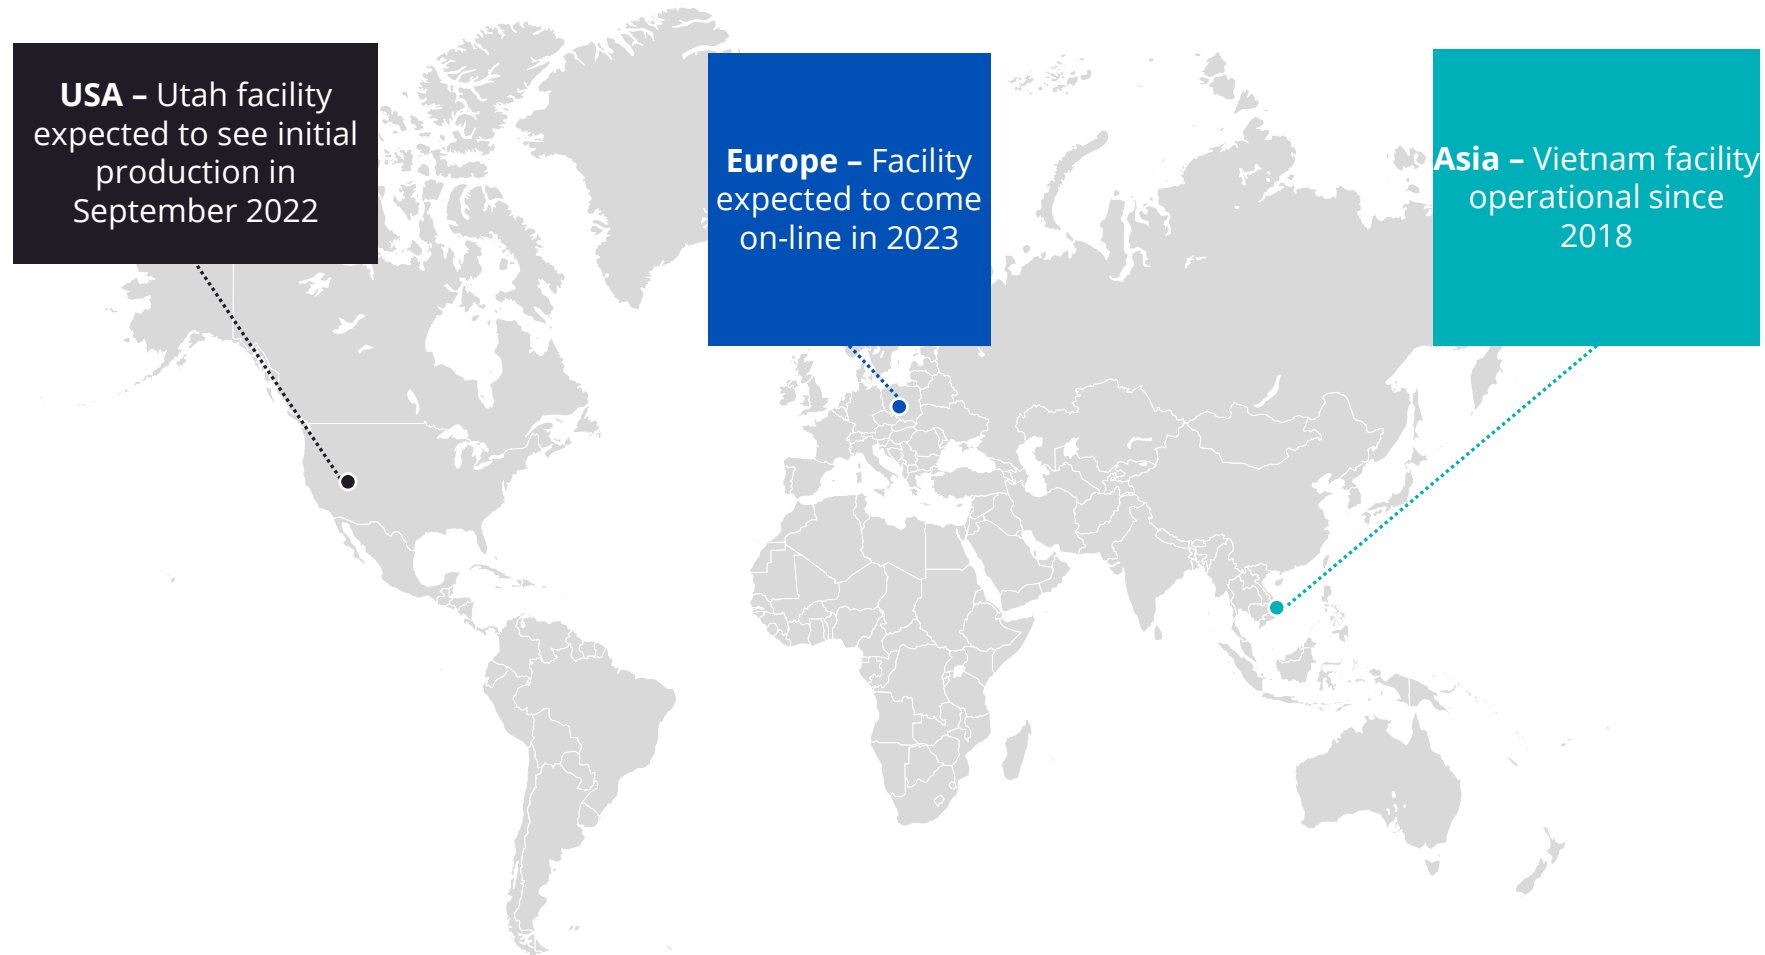 USA – Utah facility
expected to see initial
production in
September 2022
Europe – Facility
expected to come
on-line in 2023
Asia – Vietnam facility
operational since
2018